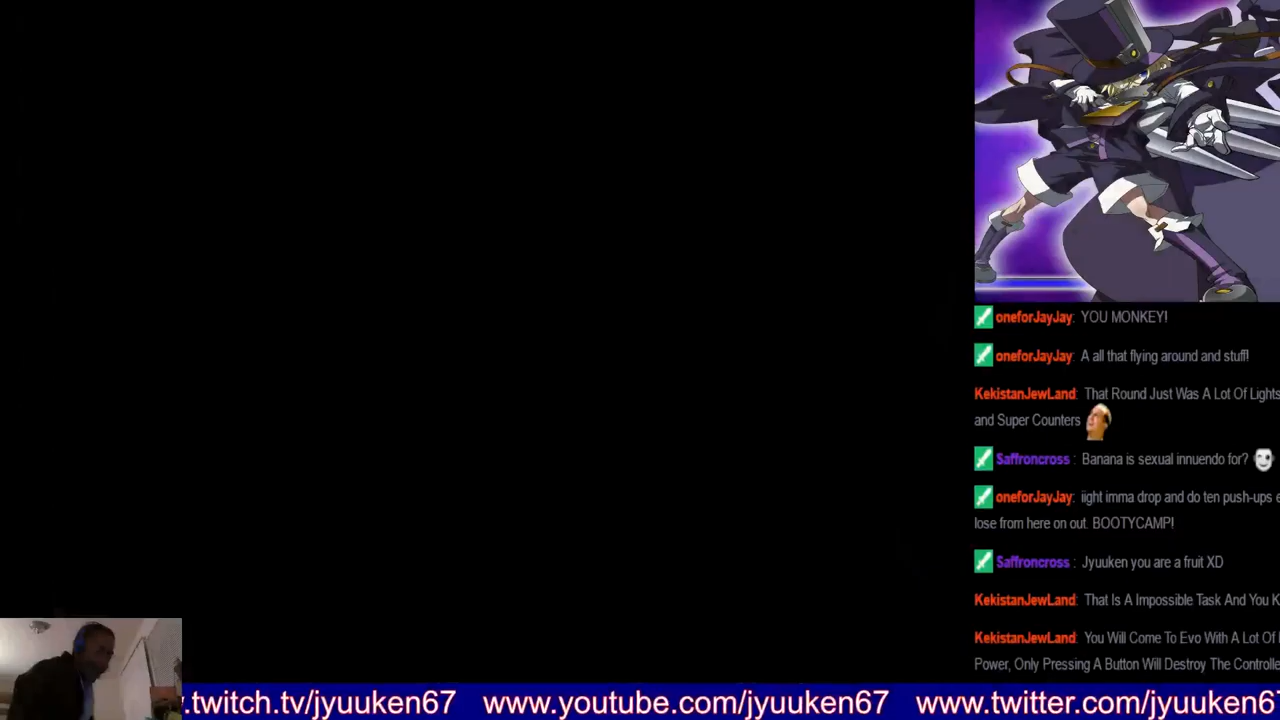 oneforJayJay: YOU MONKEY!
oneforJayJay: A all that flying around and stuff!
KekistanJewLand: That Round Just Was A Lot Of Lights
and Super Counters
Saffroncross : Banana is sexual innuendo for?
oneforJayJay: iight imma drop and do ten push-ups e
lose from here on out. BOOTYCAMP!
Saffroncross : Jyuuken you are a fruit XD
KekistanJewLand: That Is A Impossible Task And You K
KekistanJewLand: You Will Come To Evo With A Lot Of
Power, Only Pressing A Button Will Destroy The Controlle
.twitch.tv/jyuuken67 www.youtube.com/jyuuken67 www.twitter.com/jyuuken6